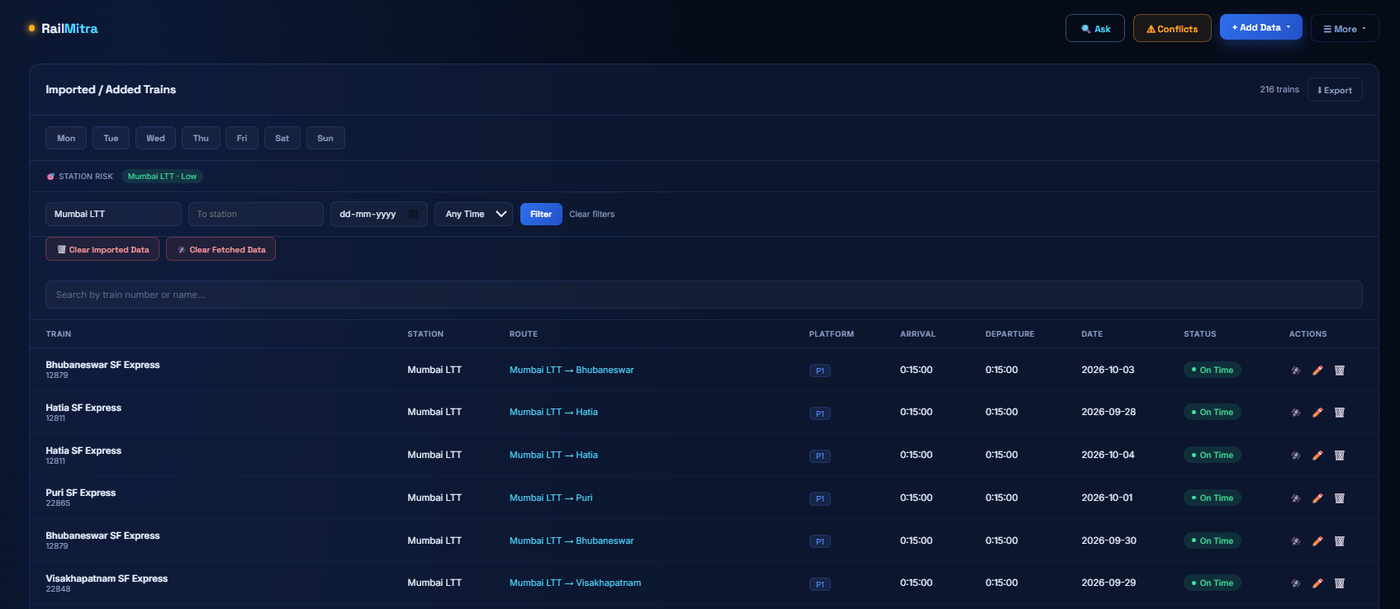 RailMitra
Ask
Conflicts
+ Add Data
More
Imported / Added Trains
216 trains
Export
Mon Tue Wed Thu Fri Sat Sun
STATION RISK Mumbai LTT · Low
Mumbai LTT To station dd-mm-yyyy Any Time Filter Clear filters
Clear Imported Data Clear Fetched Data
Search by train number or name...
TRAIN STATION ROUTE PLATFORM ARRIVAL DEPARTURE DATE STATUS ACTIONS
Bhubaneswar SF Express
12879
Mumbai LTT Mumbai LTT → Bhubaneswar P1 0:15:00 0:15:00 2026-10-03 On Time
Hatia SF Express
12811
Mumbai LTT Mumbai LTT → Hatia P1 0:15:00 0:15:00 2026-09-28 On Time
Hatia SF Express
12811
Mumbai LTT Mumbai LTT → Hatia P1 0:15:00 0:15:00 2026-10-04 On Time
Puri SF Express
22865
Mumbai LTT Mumbai LTT → Puri P1 0:15:00 0:15:00 2026-10-01 On Time
Bhubaneswar SF Express
12879
Mumbai LTT Mumbai LTT → Bhubaneswar P1 0:15:00 0:15:00 2026-09-30 On Time
Visakhapatnam SF Express
22848
Mumbai LTT Mumbai LTT → Visakhapatnam P1 0:15:00 0:15:00 2026-09-29 On Time